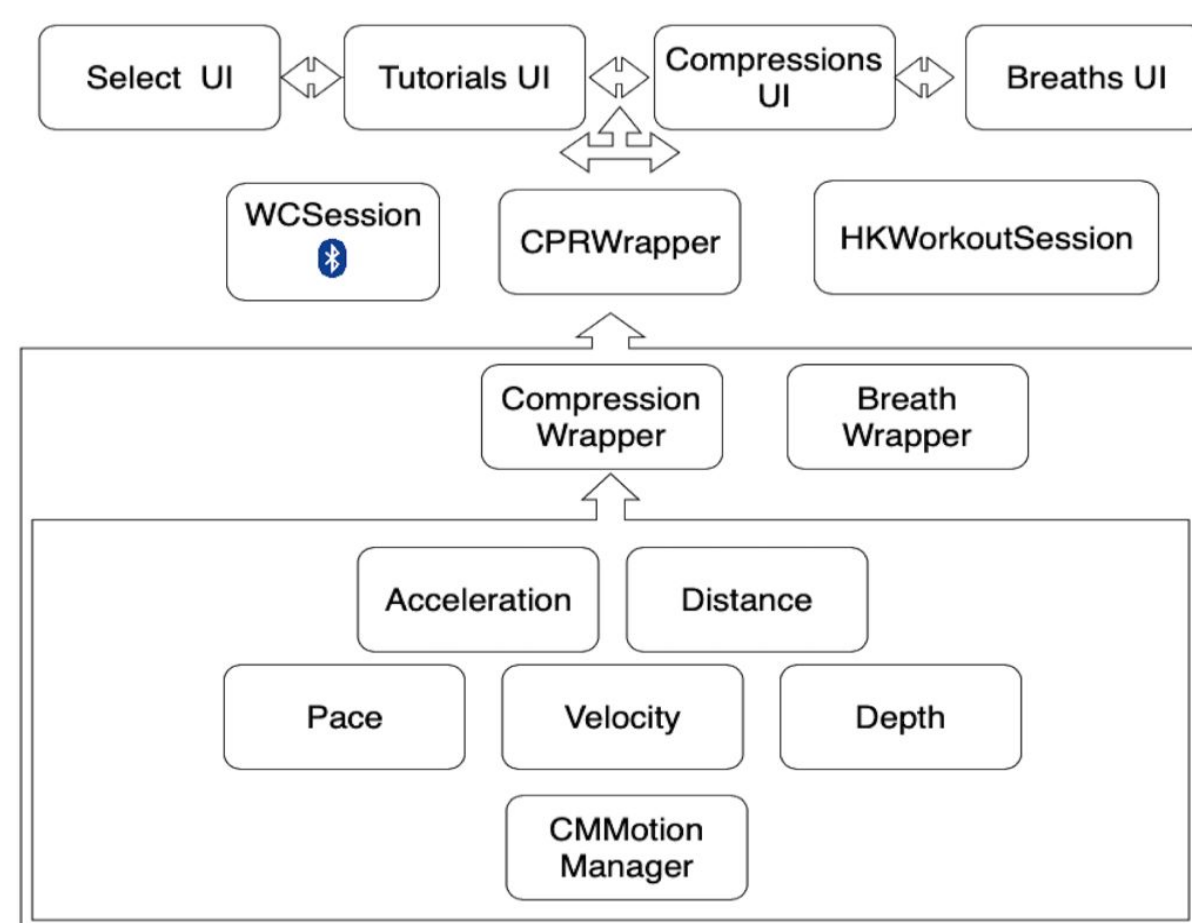 Select UI
Tutorials UI
Compressions
UI
Breaths UI
WCSession
CPRWrapper
HKWorkoutSession
Compression
Wrapper
Breath
Wrapper
Acceleration
Distance
Pace
Velocity
Depth
CMMotion
Manager